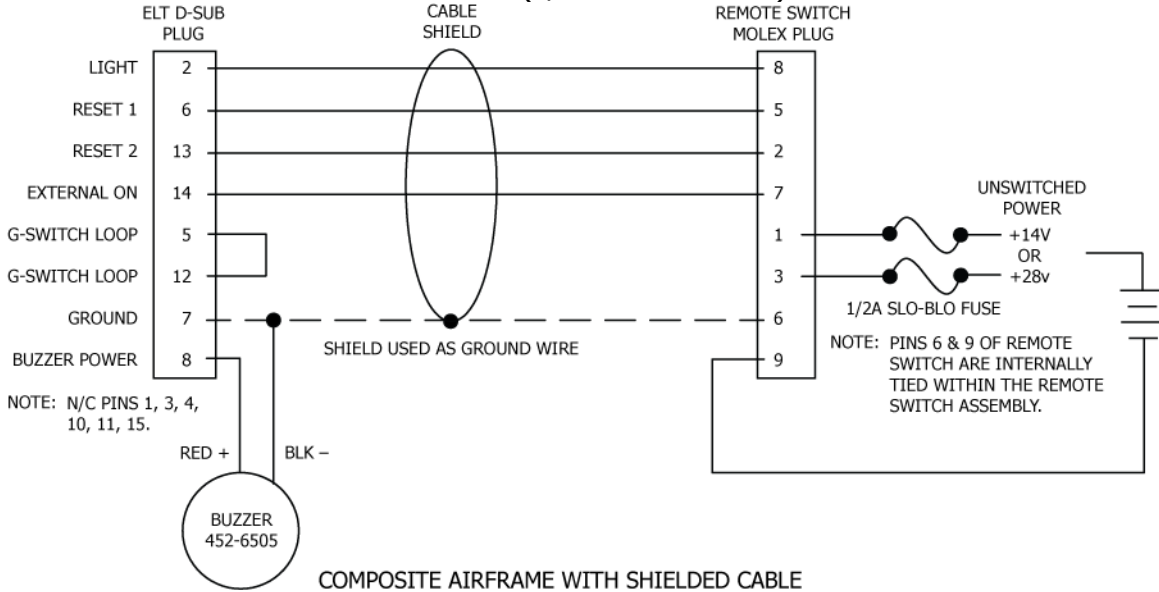 ELT D-SUB
PLUG
CABLE
SHIELD
REMOTE SWITCH
MOLEX PLUG
LIGHT 2 8
RESET 1 6 5
RESET 2 13 2
EXTERNAL ON 14 7
G-SWITCH LOOP 5 1
G-SWITCH LOOP 12 3
GROUND 7 6
BUZZER POWER 8 9
UNSWITCHED
POWER
+14V
OR
+28v
1/2A SLO-BLO FUSE
SHIELD USED AS GROUND WIRE
NOTE: PINS 6 & 9 OF REMOTE
SWITCH ARE INTERNALLY
TIED WITHIN THE REMOTE
SWITCH ASSEMBLY.
NOTE: N/C PINS 1, 3, 4,
10, 11, 15.
RED +
BLK –
BUZZER
452-6505
COMPOSITE AIRFRAME WITH SHIELDED CABLE